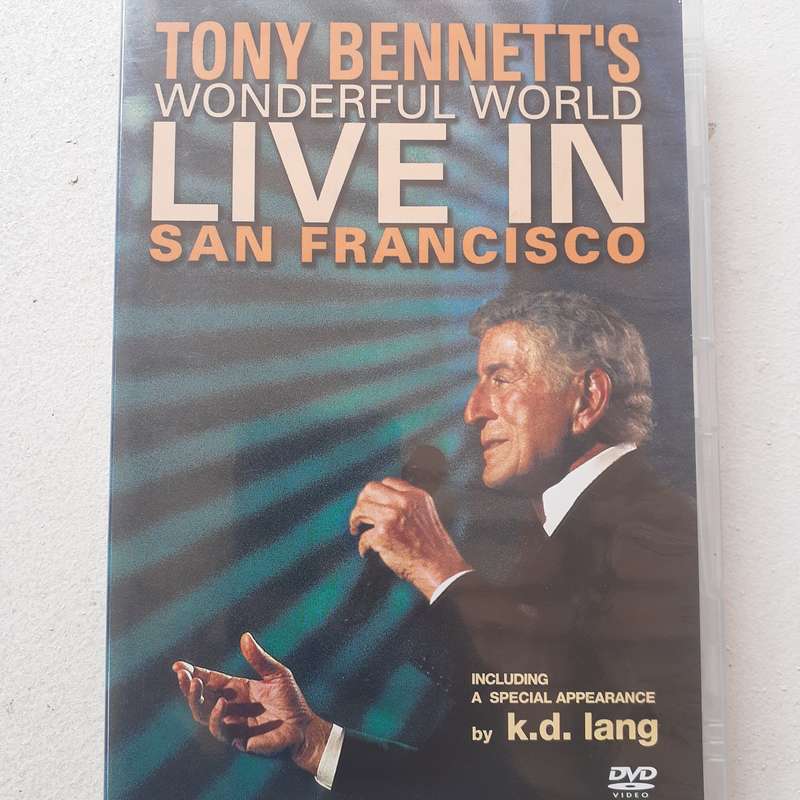 TONY BENNETT'S
WONDERFUL WORLD
LIVE IN
SAN FRANCISCO
INCLUDING
A SPECIAL APPEARANCE
by k.d. lang
DVD
VIDEO